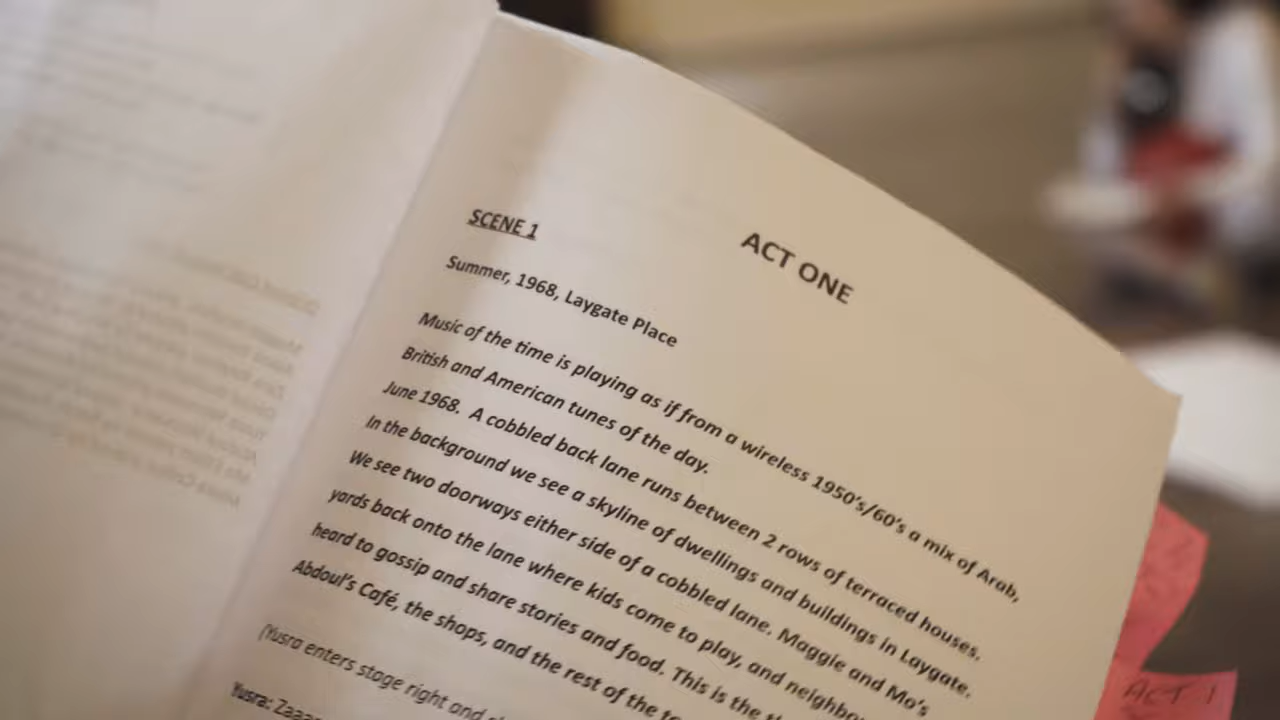 ACT ONE
SCENE 1
Summer, 1968, Laygate Place
Music of the time is playing as if from a wireless 1950's/60's a mix of Arab,
British and American tunes of the day.
June 1968. A cobbled back lane runs between 2 rows of terraced houses.
In the background we see a skyline of dwellings and buildings in Laygate.
We see two doorways either side of a cobbled lane. Maggie and Mo's
yards back onto the lane where kids come to play, and
heard to gossip and share stories and food. This is the
Abdoul's Café, the shops, and the rest of the
(Yusra enters stage right and
Yusra:
ACT 1